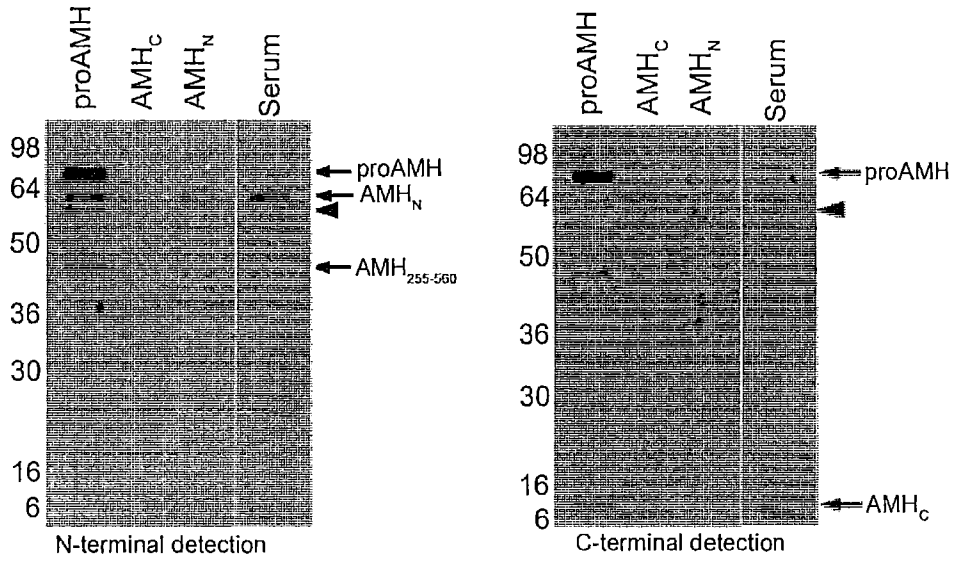 proAMH AMHC AMHN Serum
98
64
50
36
30
16
6
proAMH
AMHN
AMH255-560
N-terminal detection
proAMH AMHC AMHN Serum
98
64
50
36
30
16
6
proAMH
AMHC
C-terminal detection